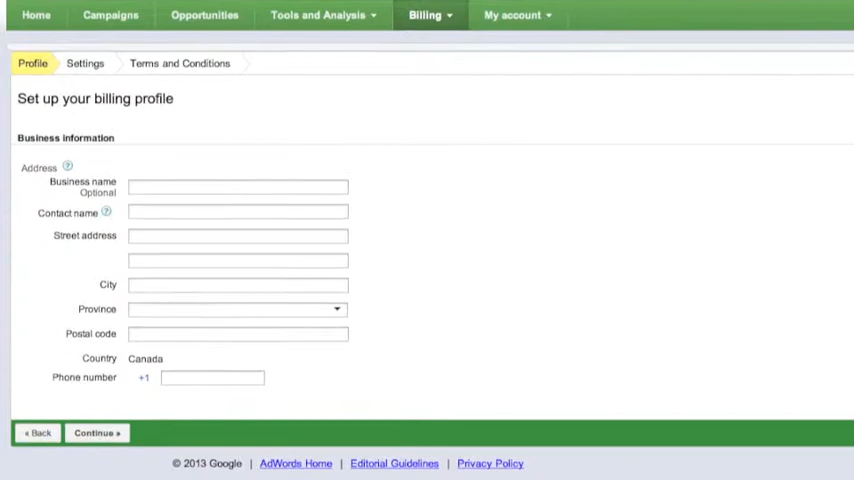 Home Campaigns Opportunities Tools and Analysis Billing My account
Profile Settings Terms and Conditions
Set up your billing profile
Business information
Address ?
Business name
Optional
Contact name ?
Street address
City
Province
Postal code
Country Canada
Phone number +1
« Back Continue »
© 2013 Google | AdWords Home | Editorial Guidelines | Privacy Policy